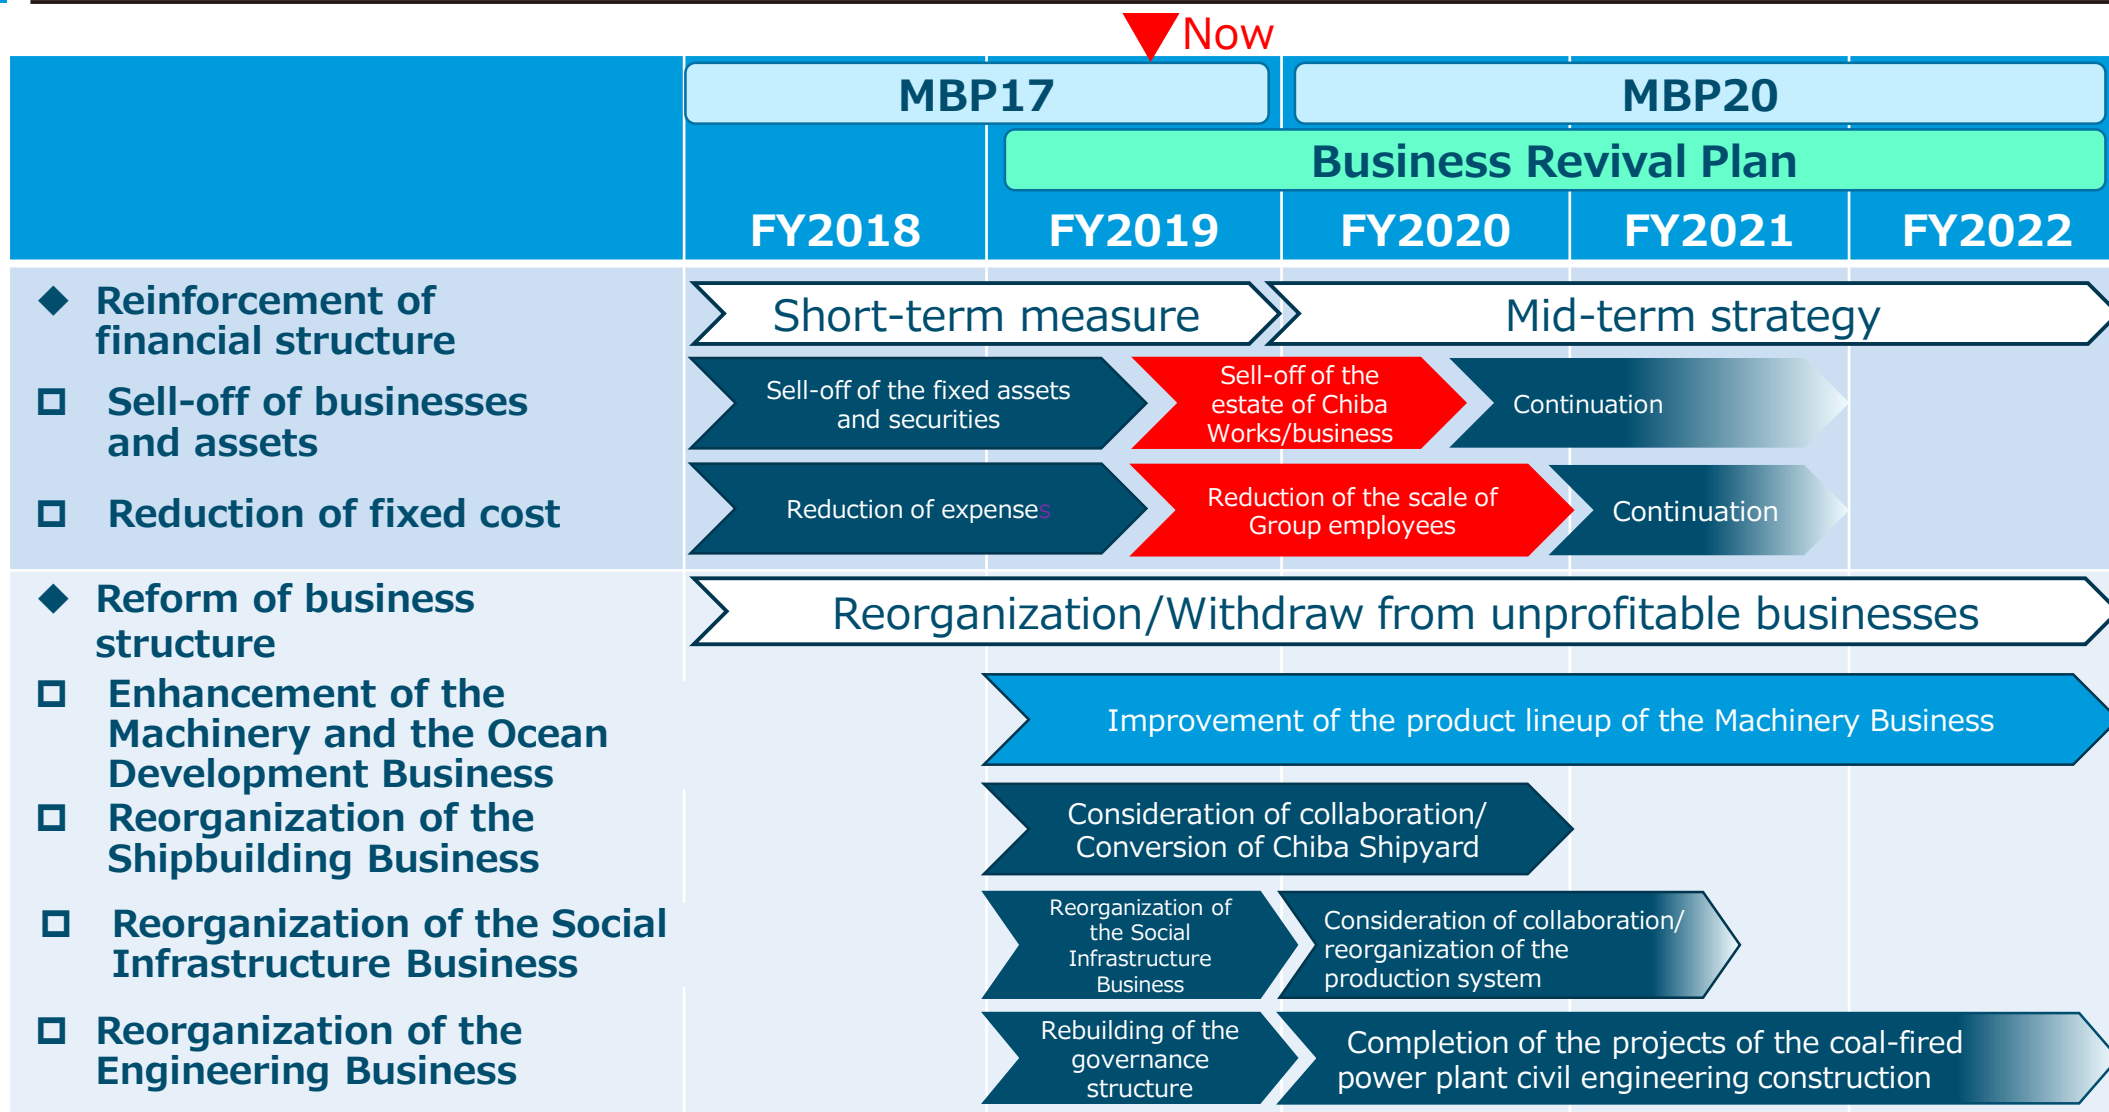 Now
MBP17
MBP20
Business Revival Plan
FY2018
FY2019
FY2020
FY2021
FY2022
◆ Reinforcement of
financial structure
Short-term measure
Mid-term strategy
Sell-off of businesses
and assets
Sell-off of the fixed assets
and securities
Sell-off of the
estate of Chiba
Works/business
Continuation
Reduction of fixed cost
Reduction of expenses
Reduction of the scale of
Group employees
Continuation
◆ Reform of business
structure
Reorganization/Withdraw from unprofitable businesses
Enhancement of the
Machinery and the Ocean
Development Business
Improvement of the product lineup of the Machinery Business
Reorganization of the
Shipbuilding Business
Consideration of collaboration/
Conversion of Chiba Shipyard
Reorganization of the Social
Infrastructure Business
Reorganization of
the Social
Infrastructure
Business
Consideration of collaboration/
reorganization of the
production system
Reorganization of the
Engineering Business
Rebuilding of the
governance
structure
Completion of the projects of the coal-fired
power plant civil engineering construction